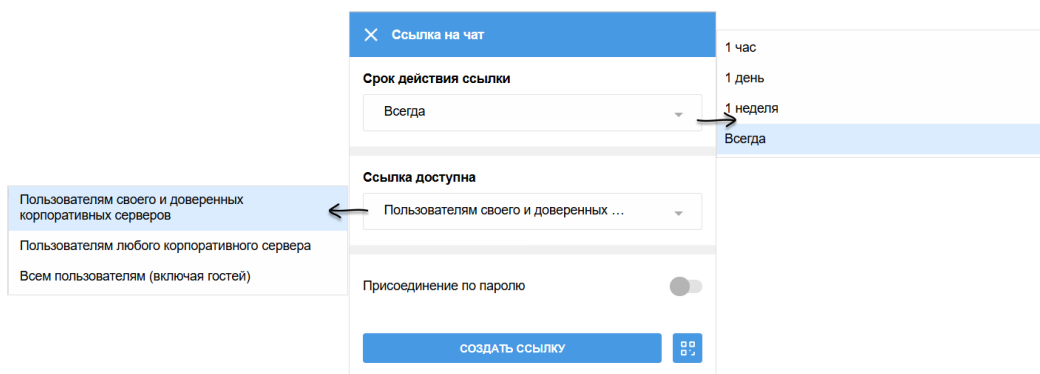 Ссылка на чат
Срок действия ссылки
Всегда
1 час
1 день
1 неделя
Всегда
Ссылка доступна
Пользователям своего и доверенных ...
Пользователям своего и доверенных
корпоративных серверов
Пользователям любого корпоративного сервера
Всем пользователям (включая гостей)
Присоединение по паролю
СОЗДАТЬ ССЫЛКУ